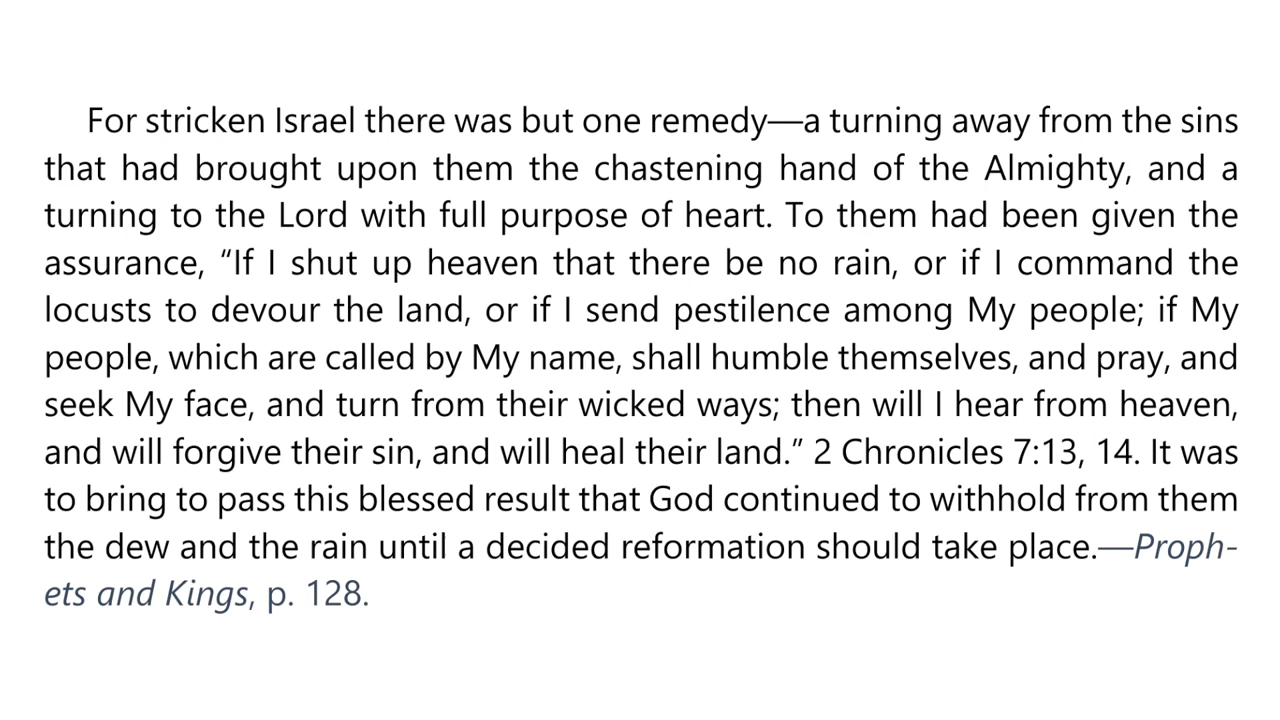 For stricken Israel there was but one remedy—a turning away from the sins
that had brought upon them the chastening hand of the Almighty, and a
turning to the Lord with full purpose of heart. To them had been given the
assurance, “If I shut up heaven that there be no rain, or if I command the
locusts to devour the land, or if I send pestilence among My people; if My
people, which are called by My name, shall humble themselves, and pray, and
seek My face, and turn from their wicked ways; then will I hear from heaven,
and will forgive their sin, and will heal their land.” 2 Chronicles 7:13, 14. It was
to bring to pass this blessed result that God continued to withhold from them
the dew and the rain until a decided reformation should take place.—Proph-
ets and Kings, p. 128.